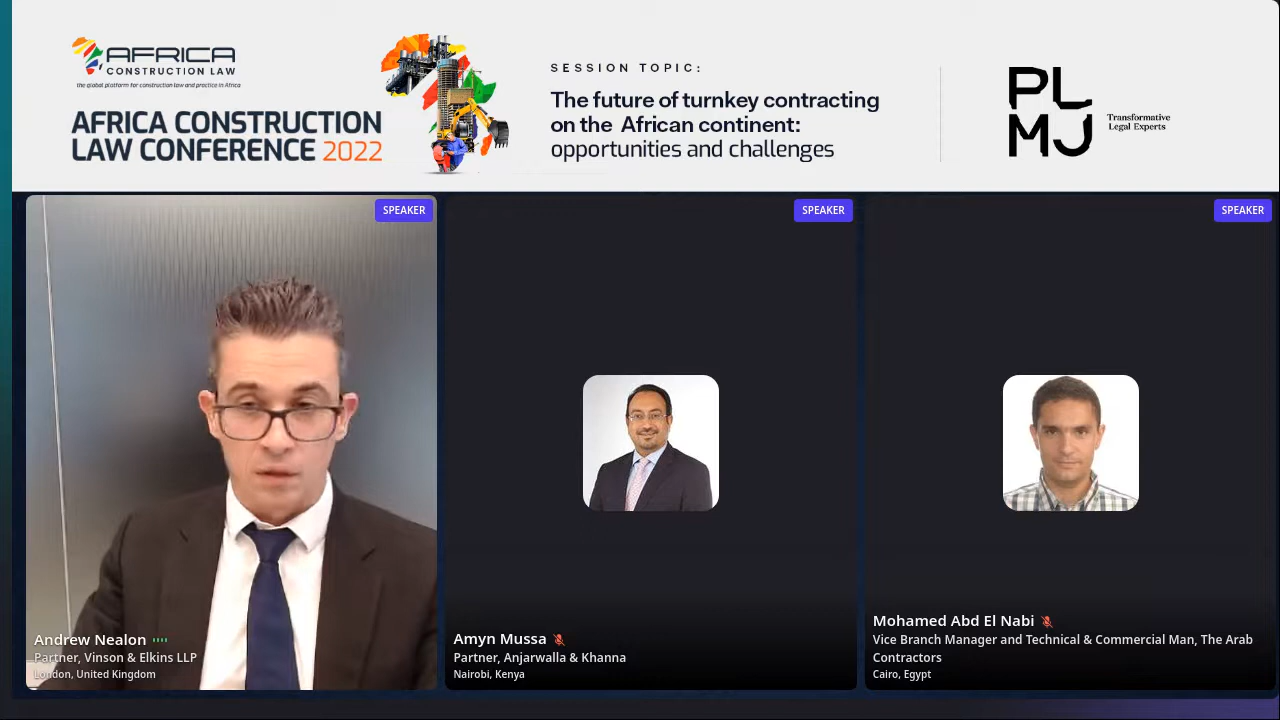 AFRICA
CONSTRUCTION LAW
the global platform for construction law and practice in Africa
AFRICA CONSTRUCTION
LAW CONFERENCE 2022
SESSION TOPIC:
The future of turnkey contracting
on the African continent:
opportunities and challenges
PL
MJ
Transformative
Legal Experts
SPEAKER
SPEAKER
SPEAKER
Andrew Nealon
Partner, Vinson & Elkins LLP
London, United Kingdom
Amyn Mussa
Partner, Anjarwalla & Khanna
Nairobi, Kenya
Mohamed Abd El Nabi
Vice Branch Manager and Technical & Commercial Man, The Arab
Contractors
Cairo, Egypt